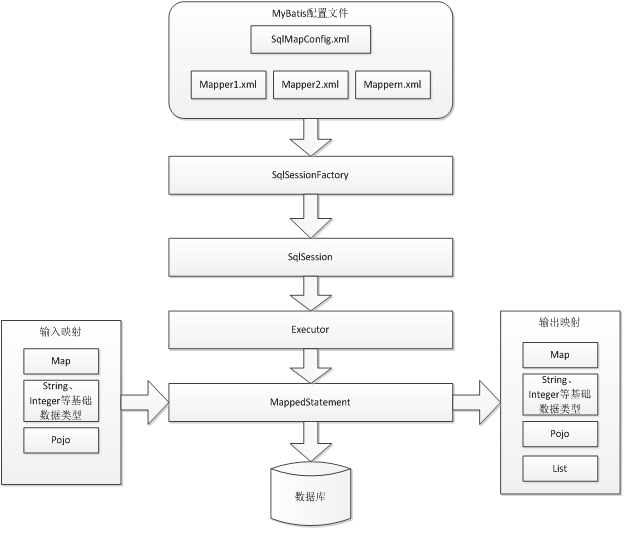 MyBatis配置文件
SqlMapConfig.xml
Mapper1.xml
Mapper2.xml
Mappern.xml
SqlSessionFactory
SqlSession
Executor
输入映射
Map
String、
Integer等基础
数据类型
Pojo
MappedStatement
输出映射
Map
String、
Integer等基础
数据类型
Pojo
List
数据库